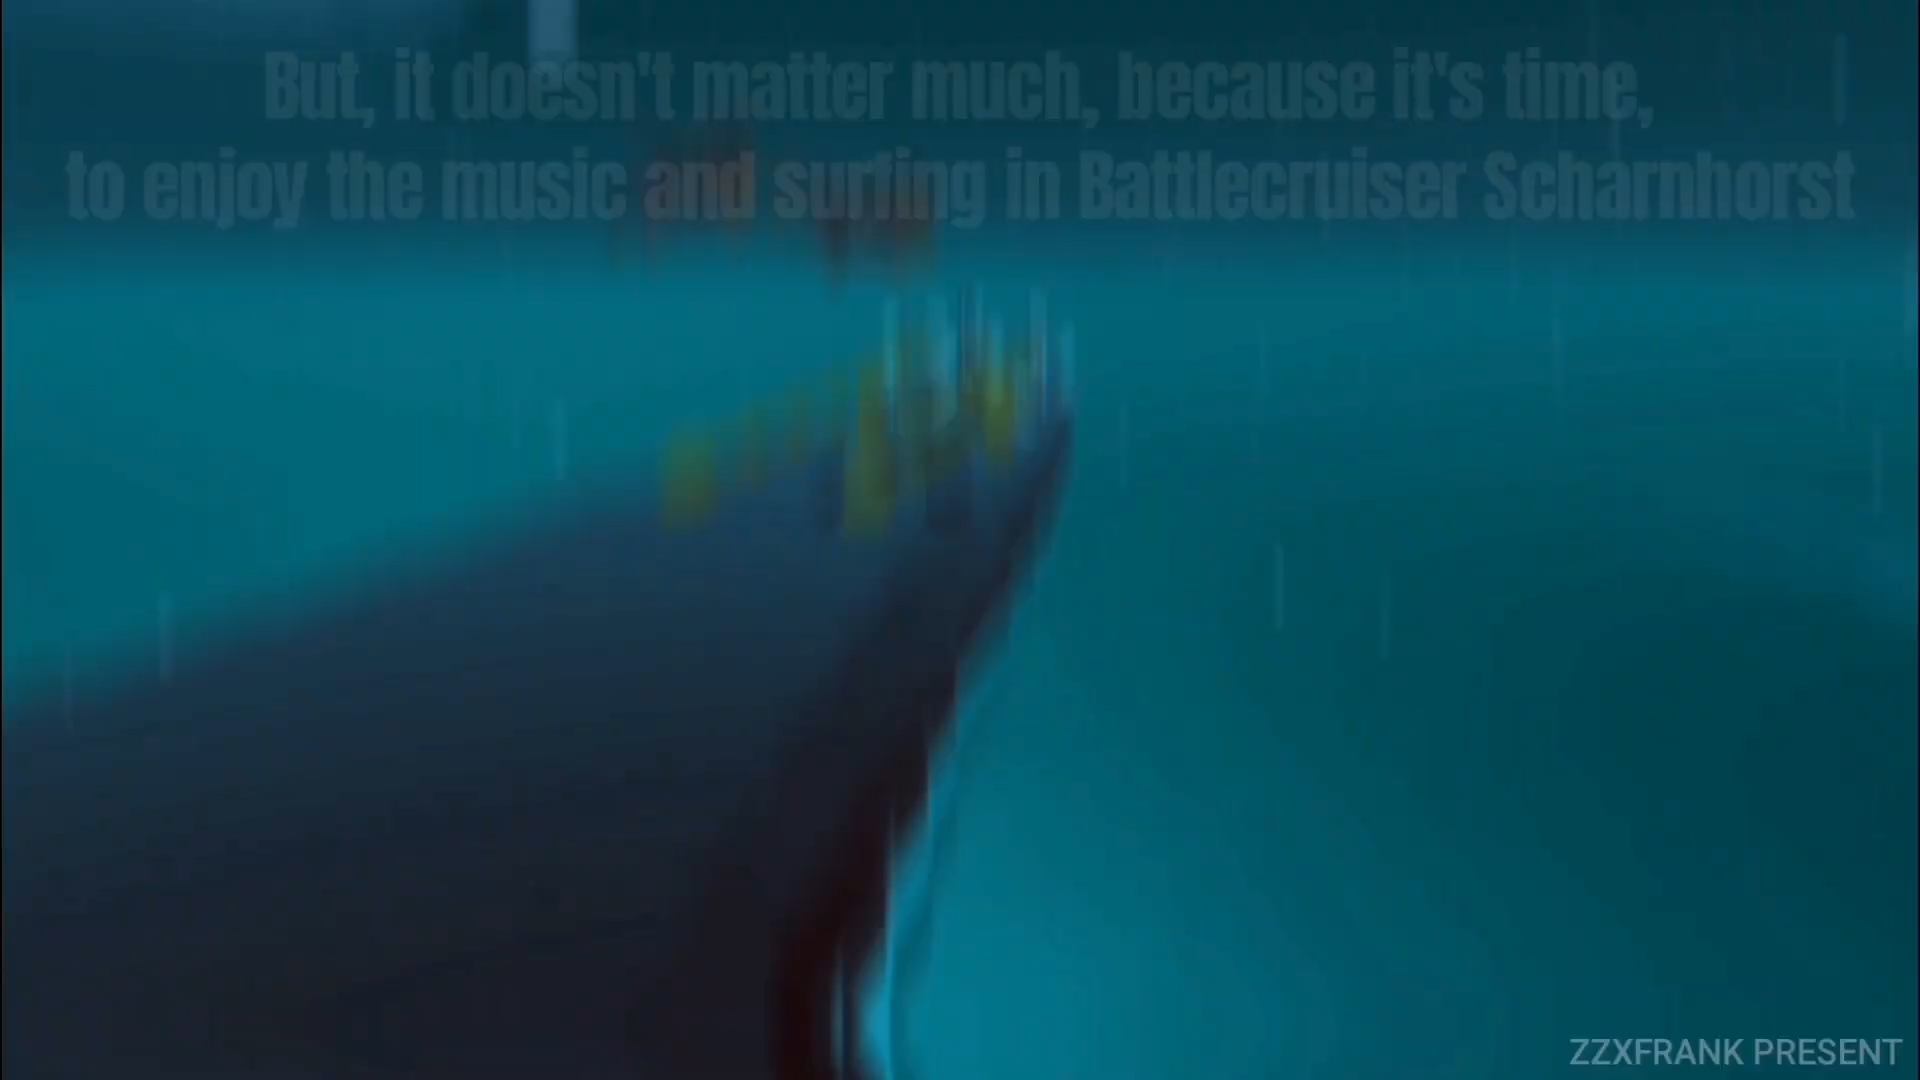 But, it doesn't matter much, because it's time,
to enjoy the music and surfing in Battlecruiser Scharnhorst
ZZXFRANK PRESENT